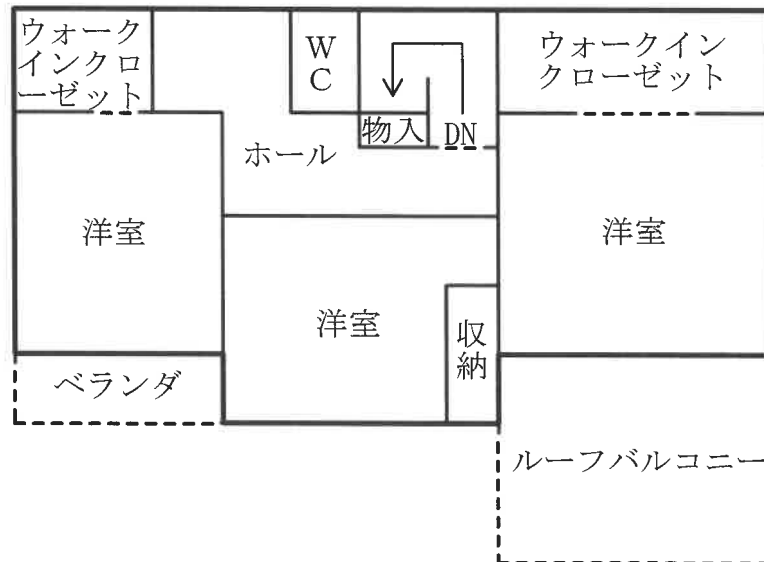 ウォーク
インクロ
ーゼット
W
C
ウォークイン
クローゼット
物入
DN
ホール
洋室
洋室
洋室
収
納
ベランダ
ルーフバルコニー